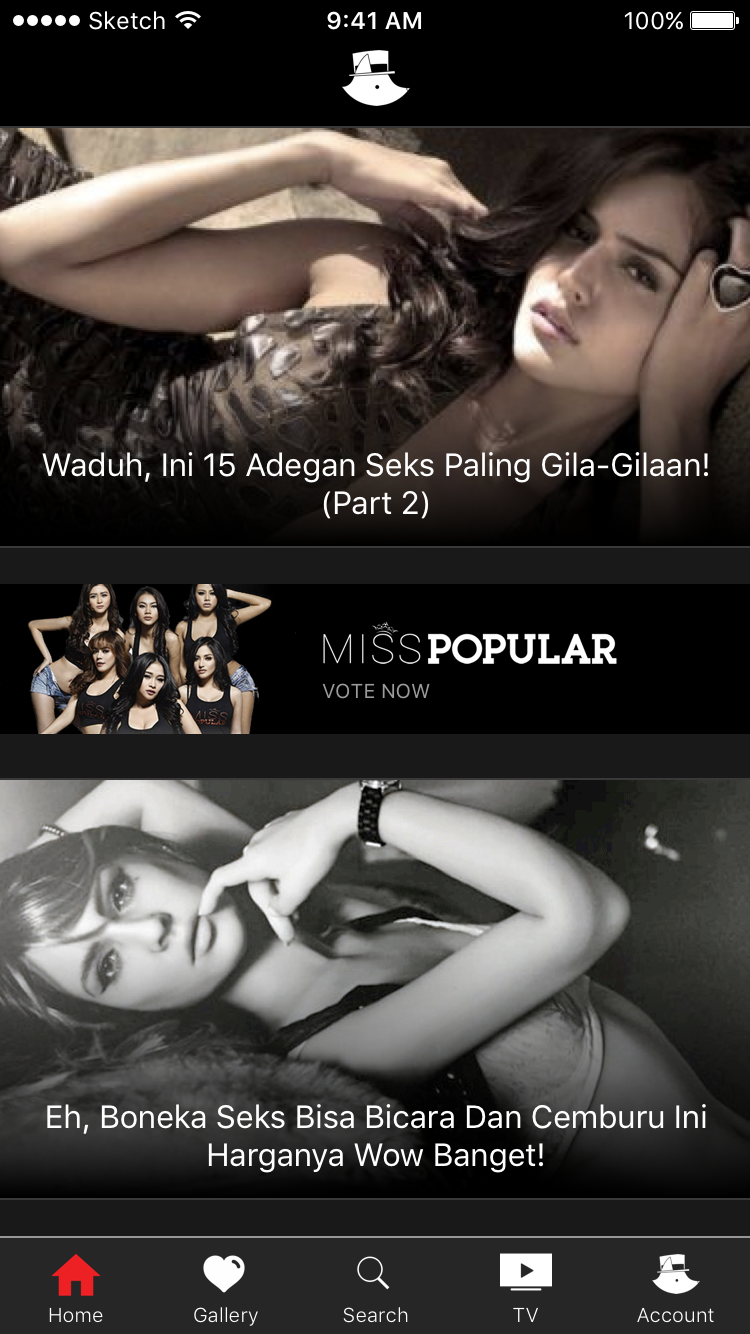 Sketch 9:41 AM 100%
Waduh, Ini 15 Adegan Seks Paling Gila-Gilaan!
(Part 2)
MISS POPULAR
VOTE NOW
Eh, Boneka Seks Bisa Bicara Dan Cemburu Ini
Harganya Wow Banget!
Home Gallery Search TV Account